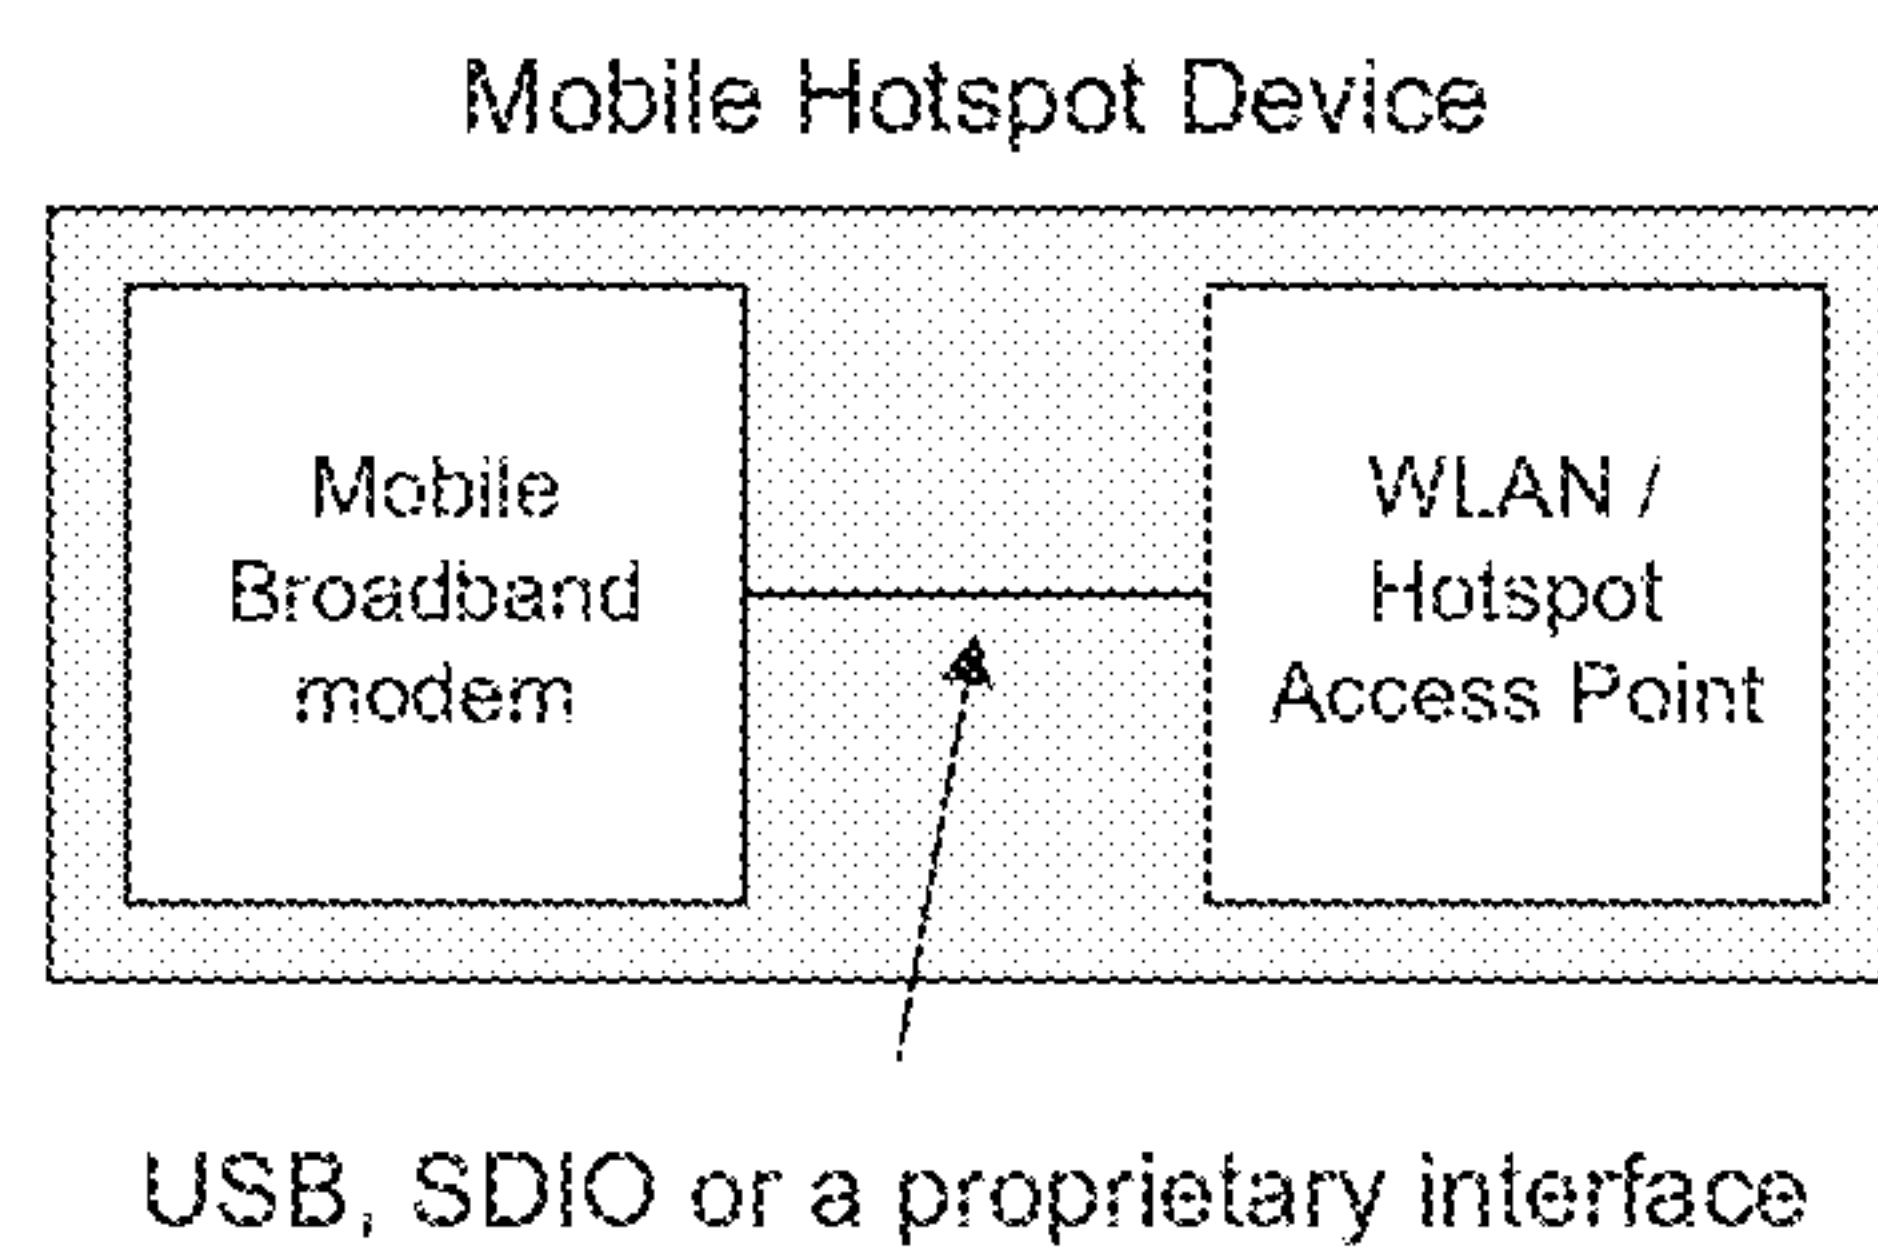 Mobile Hotspot Device
Mobile
Broadband
modem
WLAN /
Hotspot
Access Point
USB, SDIO or a proprietary interface